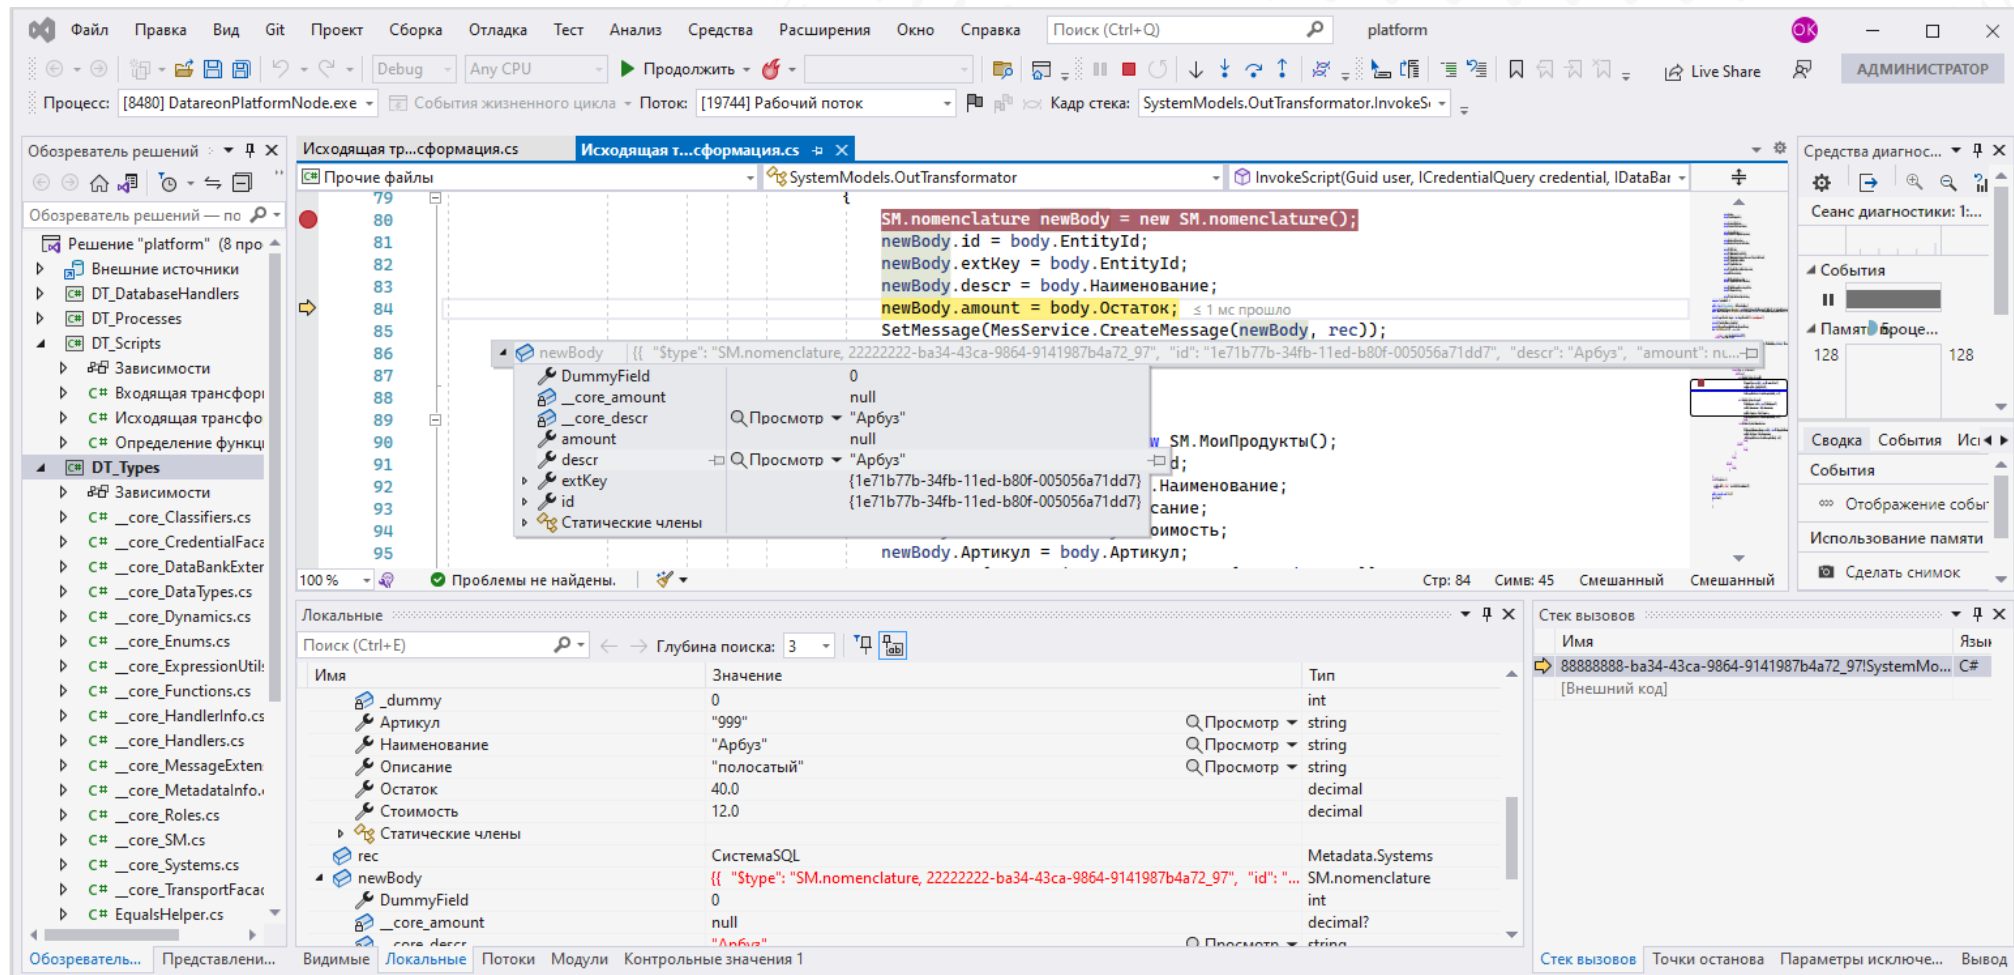 Файл Правка Вид Git Проект Сборка Отладка Тест Анализ Средства Расширения Окно Справка Поиск (Ctrl+Q) platform OK
Debug Any CPU Продолжить Live Share АДМИНИСТРАТОР
Процесс: [8480] DatareonPlatformNode.exe События жизненного цикла Поток: [19744] Рабочий поток Кадр стека: SystemModels.OutTransformator.InvokeS
Обозреватель решений
Обозреватель решений — по
Решение "platform" (8 про
Внешние источники
DT_DatabaseHandlers
DT_Processes
DT_Scripts
Зависимости
C# Входящая трансфор
C# Исходящая трансфо
C# Определение функц
DT_Types
Зависимости
C# __core_Classifiers.cs
C# __core_CredentialFaca
C# __core_DataBankExter
C# __core_DataTypes.cs
C# __core_Dynamics.cs
C# __core_Enums.cs
C# __core_ExpressionUtil
C# __core_Functions.cs
C# __core_HandlerInfo.cs
C# __core_Handlers.cs
C# __core_MessageExten
C# __core_MetadataInfo.
C# __core_Roles.cs
C# __core_SM.cs
C# __core_Systems.cs
C# __core_TransportFacad
C# EqualsHelper.cs
Обозреватель... Представлени...
Исходящая тр...сформация.cs Исходящая т...сформация.cs
C# Прочие файлы SystemModels.OutTransformator InvokeScript(Guid user, ICredentialQuery credential, IDataBar
79 {
80 SM.nomenclature newBody = new SM.nomenclature();
81 newBody.id = body.EntityId;
82 newBody.extKey = body.EntityId;
83 newBody.descr = body.Наименование;
84 newBody.amount = body.Остаток; ≤ 1 мс прошло
85 SetMessage(MesService.CreateMessage(newBody, rec));
86 newBody {{ "$type": "SM.nomenclature, 22222222-ba34-43ca-9864-9141987b4a72_97", "id": "1e71b77b-34fb-11ed-b80f-005056a71dd7", "descr": "Арбуз", "amount": nu...
87 DummyField 0
88 __core_amount null
89 __core_descr Просмотр "Арбуз"
90 amount null w SM.МоиПродукты();
91 descr Просмотр "Арбуз" d;
92 extKey {1e71b77b-34fb-11ed-b80f-005056a71dd7} .Наименование;
93 id {1e71b77b-34fb-11ed-b80f-005056a71dd7} сание;
94 Статические члены оимость;
95 newBody.Артикул = body.Артикул;
100 % Проблемы не найдены. Стр: 84 Симв: 45 Смешанный Смешанный
Локальные
Поиск (Ctrl+E) Глубина поиска: 3
Имя Значение Тип
_dummy 0 int
Артикул "999" Просмотр string
Наименование "Арбуз" Просмотр string
Описание "полосатый" Просмотр string
Остаток 40.0 decimal
Стоимость 12.0 decimal
Статические члены
rec СистемаSQL Metadata.Systems
newBody {{ "$type": "SM.nomenclature, 22222222-ba34-43ca-9864-9141987b4a72_97", "id": "... SM.nomenclature
DummyField 0 int
__core_amount null decimal?
__core_descr "Арбуз" Просмотр string
Видимые Локальные Потоки Модули Контрольные значения 1
Средства диагнос...
Сеанс диагностики: 1:...
События
Память проце...
128 128
Сводка События Ис
События
Отображение собы
Использование памяти
Сделать снимок
Стек вызовов
Имя Язык
88888888-ba34-43ca-9864-9141987b4a72_97!SystemMo... C#
[Внешний код]
Стек вызовов Точки останова Параметры исключе... Вывод